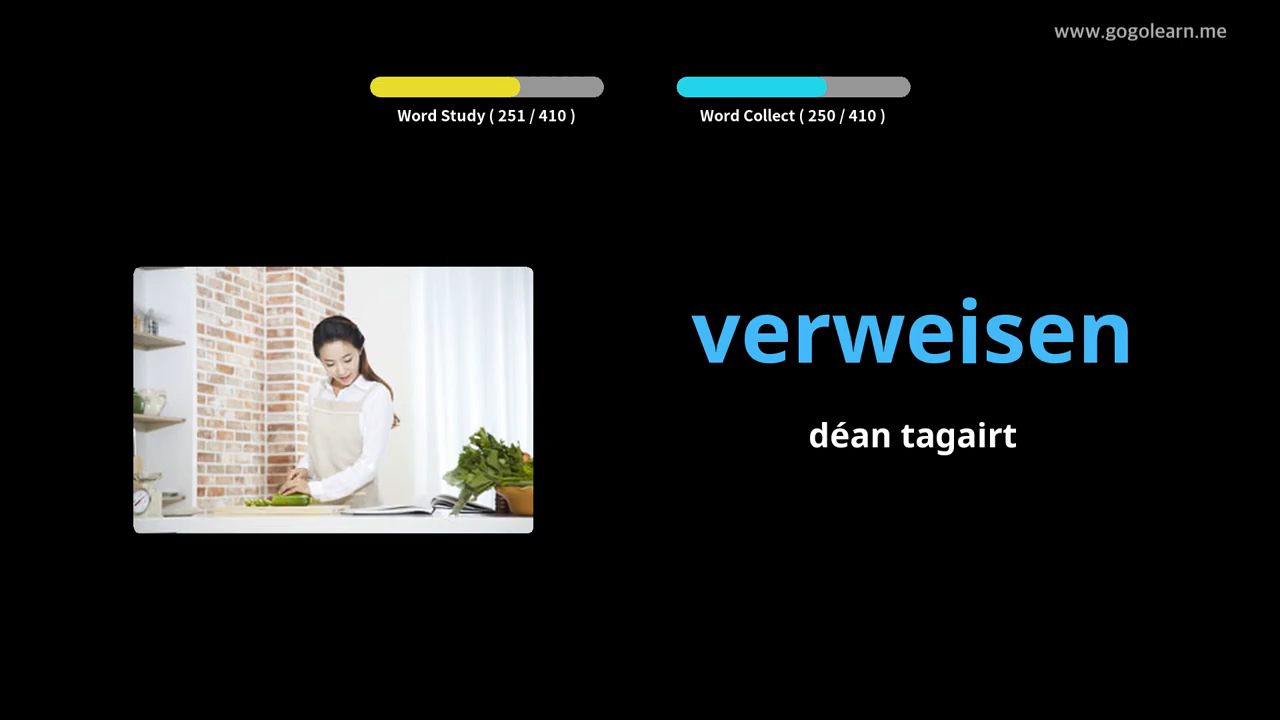 www.gogolearn.me
Word Study ( 251 / 410 )
Word Collect ( 250 / 410 )
verweisen
déan tagairt